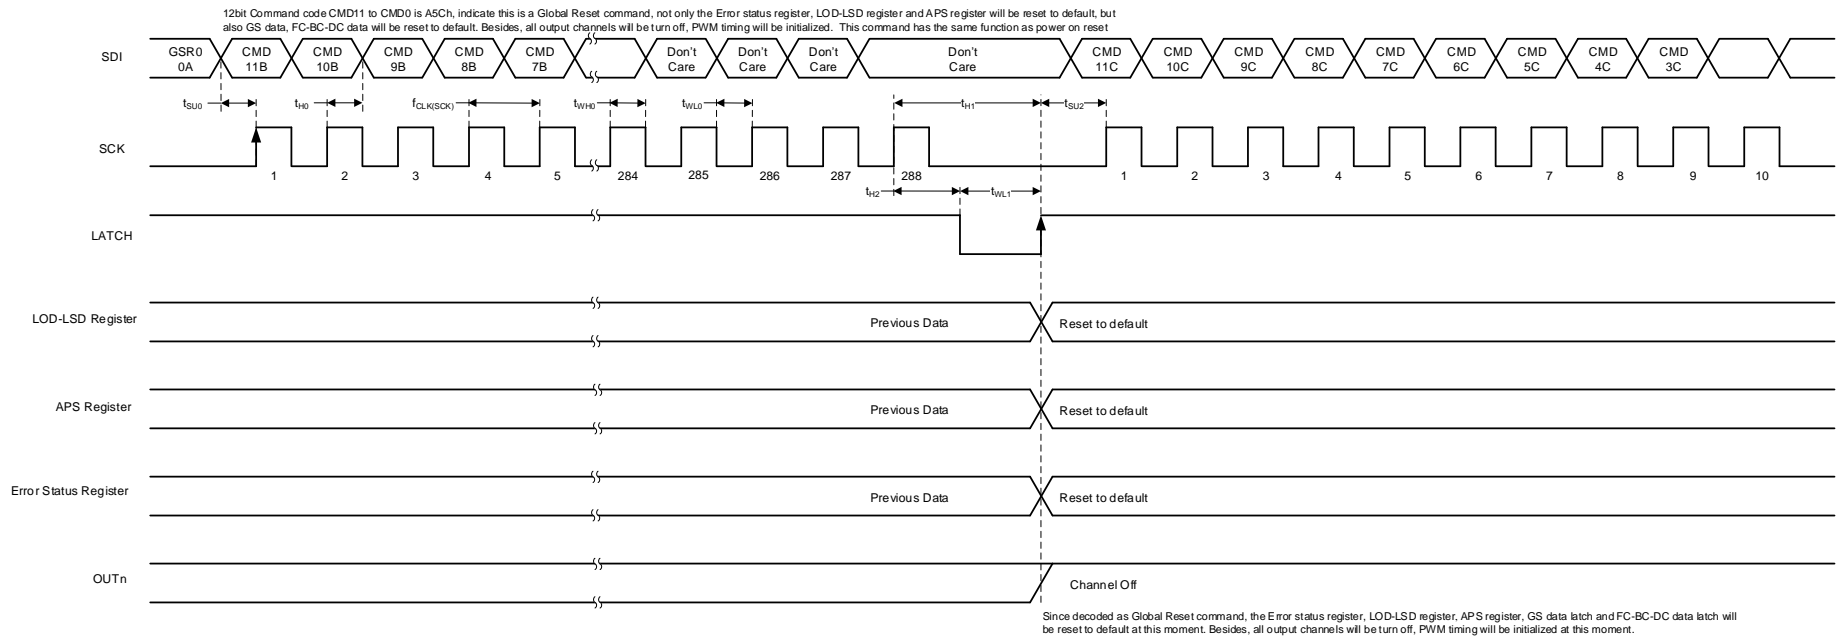 12bit Command code CMD11 to CMD0 is A5Ch, indicate this is a Global Reset command, not only the Error status register, LOD-LSD register and APS register will be reset to default, but
also GS data, FC-BC-DC data will be reset to default. Besides, all output channels will be turn off, PWM timing will be initialized. This command has the same function as power on reset
SDI
GSR0 0A
CMD 11B
CMD 10B
CMD 9B
CMD 8B
CMD 7B
Don't Care
Don't Care
Don't Care
Don't Care
CMD 11C
CMD 10C
CMD 9C
CMD 8C
CMD 7C
CMD 6C
CMD 5C
CMD 4C
CMD 3C
tSU0
tH0
fCLK(SCK)
tWH0
tWL0
tH1
tSU2
SCK
1 2 3 4 5 284 285 286 287 288 1 2 3 4 5 6 7 8 9 10
tH2
tWL1
LATCH
LOD-LSD Register
Previous Data
Reset to default
APS Register
Previous Data
Reset to default
Error Status Register
Previous Data
Reset to default
OUTn
Channel Off
Since decoded as Global Reset command, the Error status register, LOD-LSD register, APS register, GS data latch and FC-BC-DC data latch will
be reset to default at this moment. Besides, all output channels will be turn off, PWM timing will be initialized at this moment.